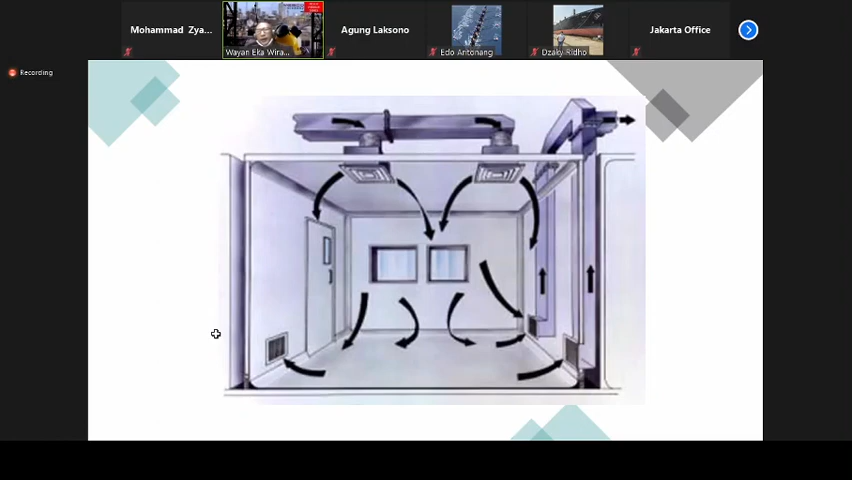 Mohammad Zya...
Wayan Eka Wira...
Agung Laksono
Edo Antonang
Dzaky Ridho
Jakarta Office
Recording